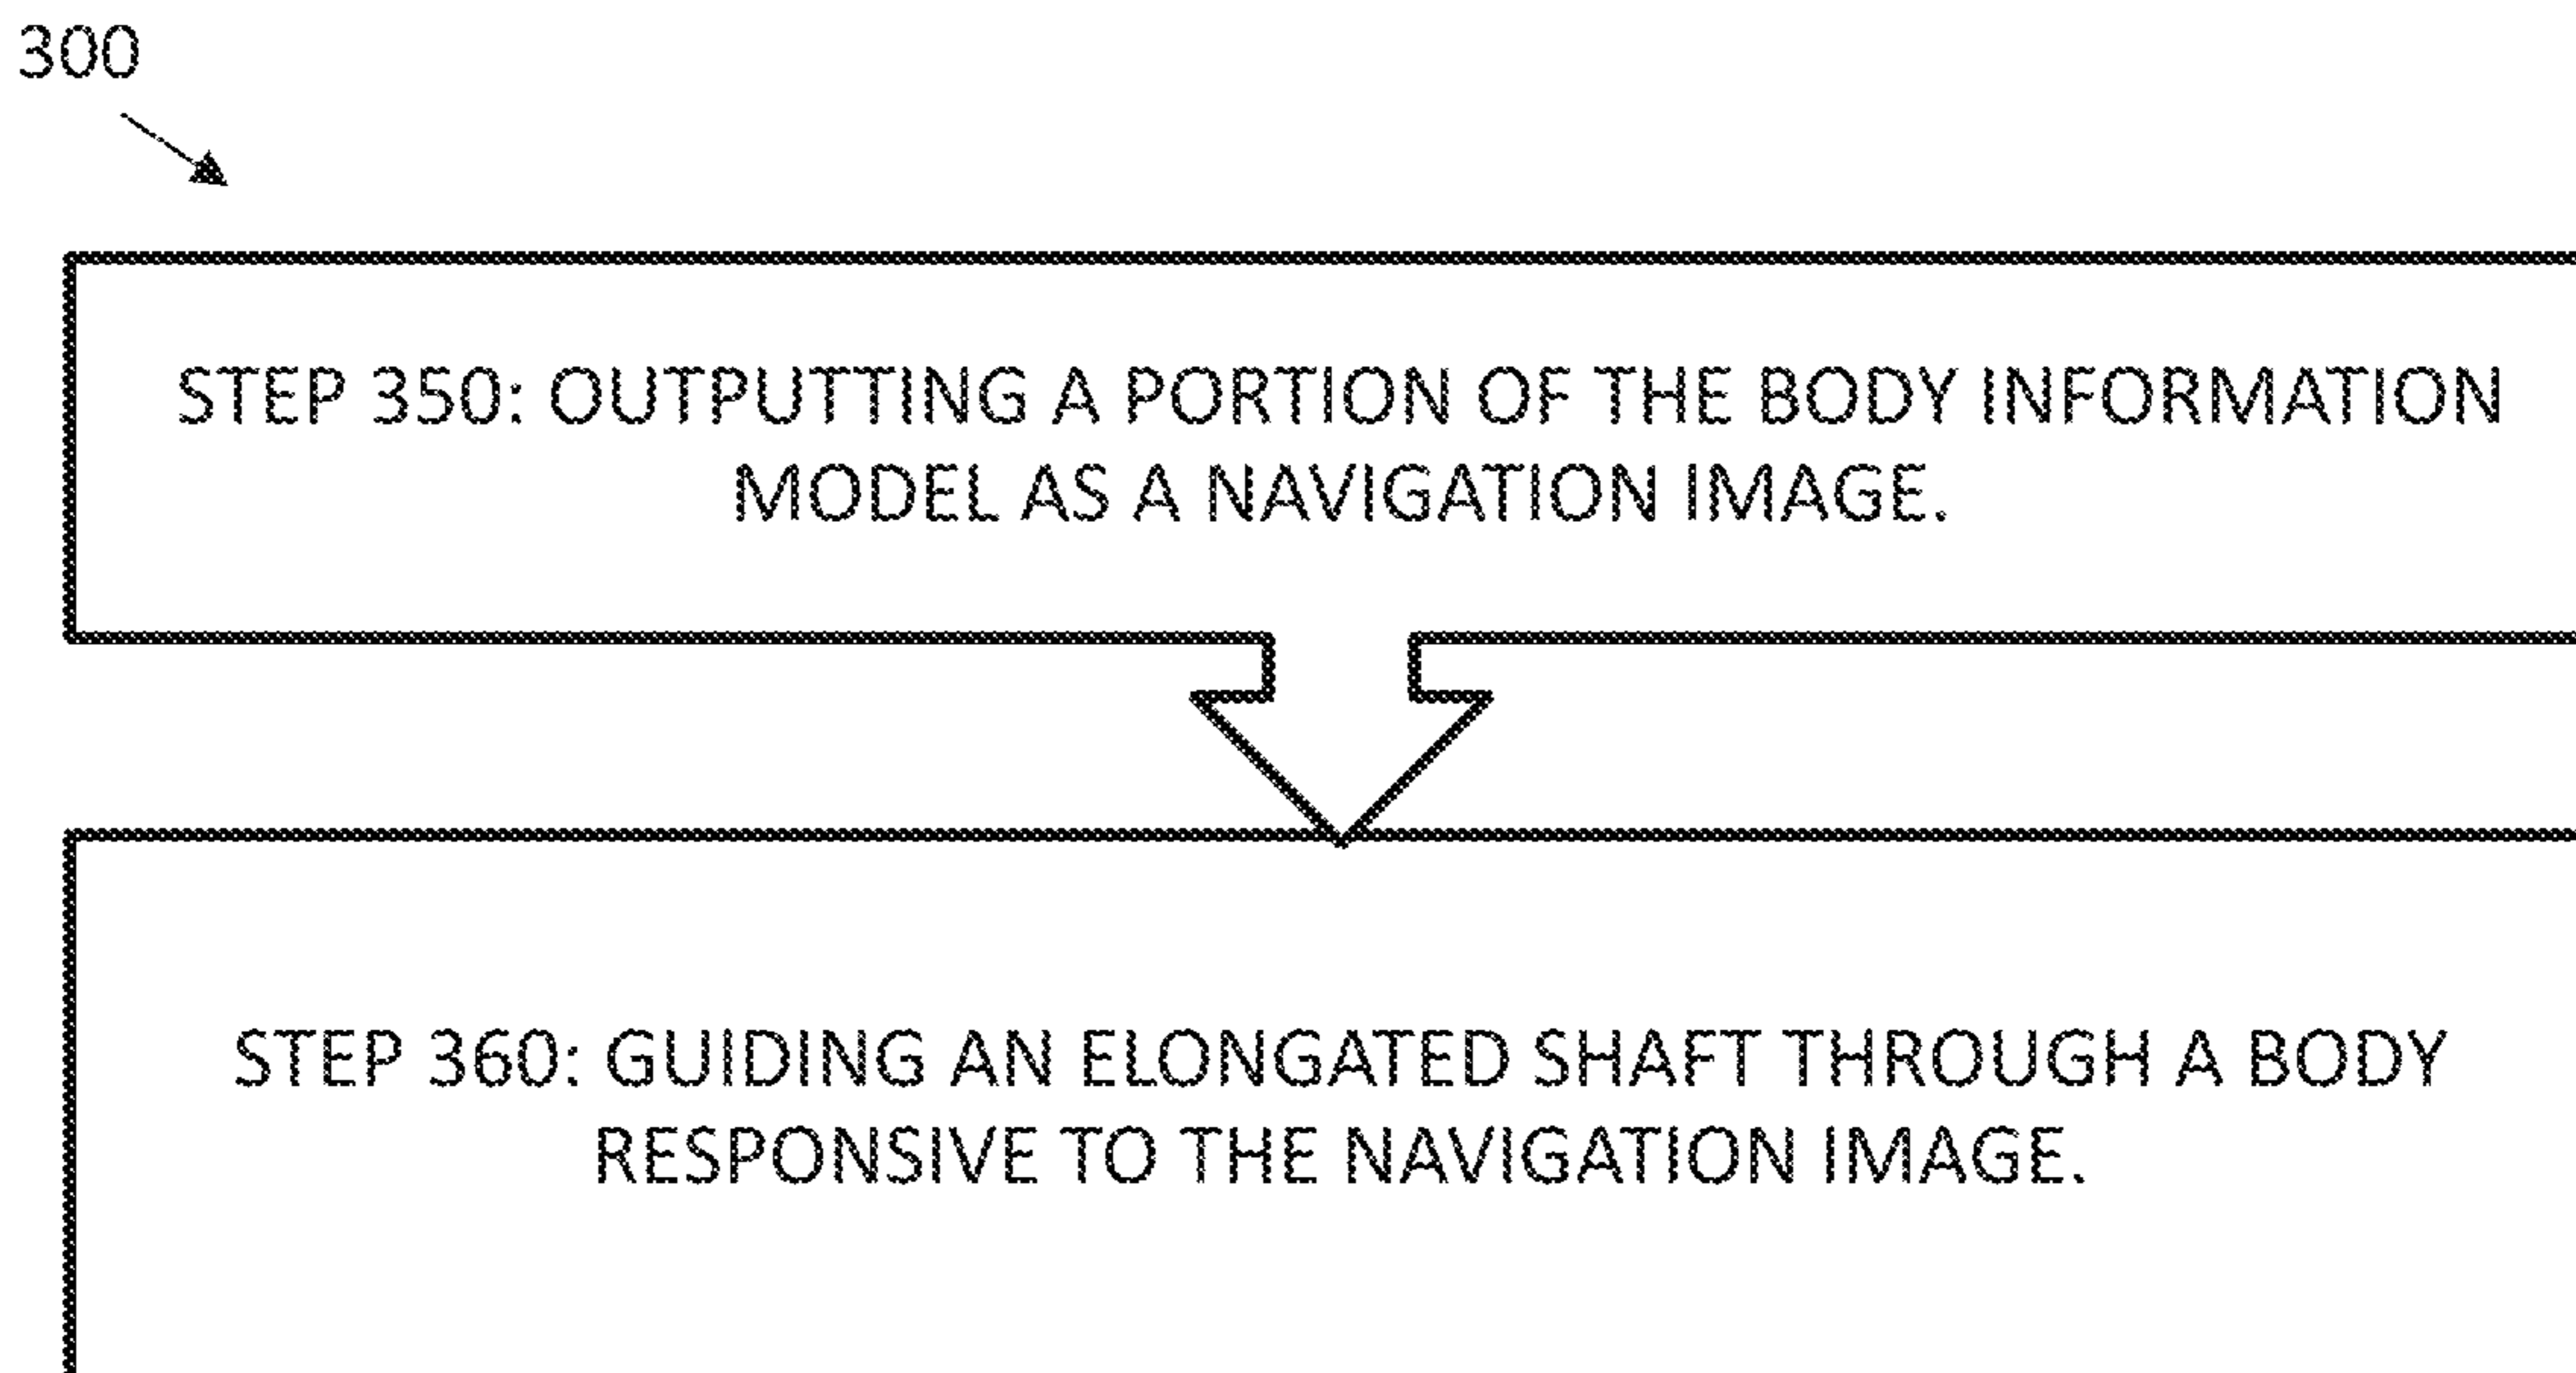 300
STEP 350: OUTPUTTING A PORTION OF THE BODY INFORMATION
MODEL AS A NAVIGATION IMAGE.
STEP 360: GUIDING AN ELONGATED SHAFT THROUGH A BODY
RESPONSIVE TO THE NAVIGATION IMAGE.